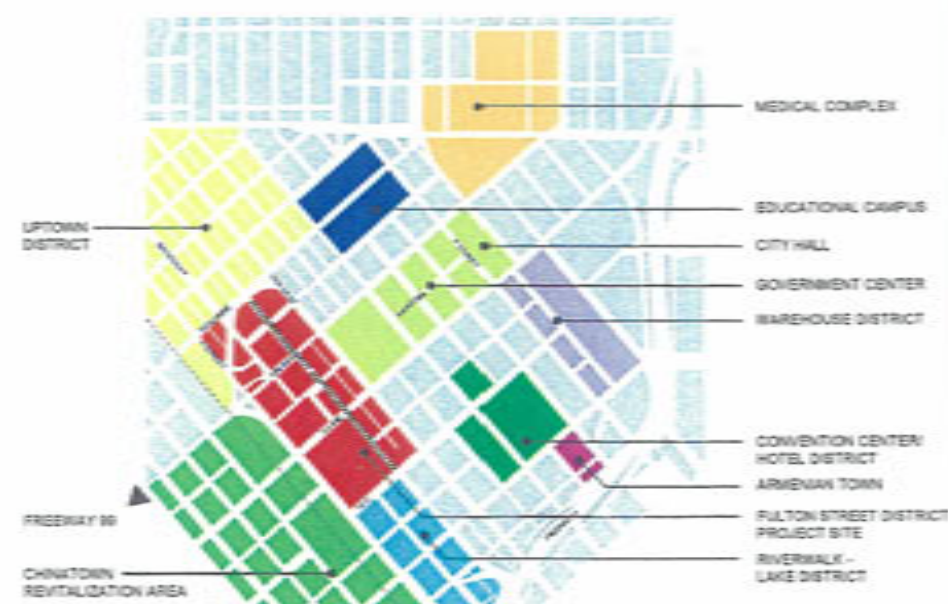 MEDICAL COMPLEX
EDUCATIONAL CAMPUS
UPTOWN
DISTRICT
CITY HALL
GOVERNMENT CENTER
WAREHOUSE DISTRICT
CONVENTION CENTER/
HOTEL DISTRICT
ARMENIAN TOWN
FREEWAY 99
FULTON STREET DISTRICT
PROJECT SITE
RIVERWALK -
LAKE DISTRICT
CHINATOWN
REVITALIZATION AREA